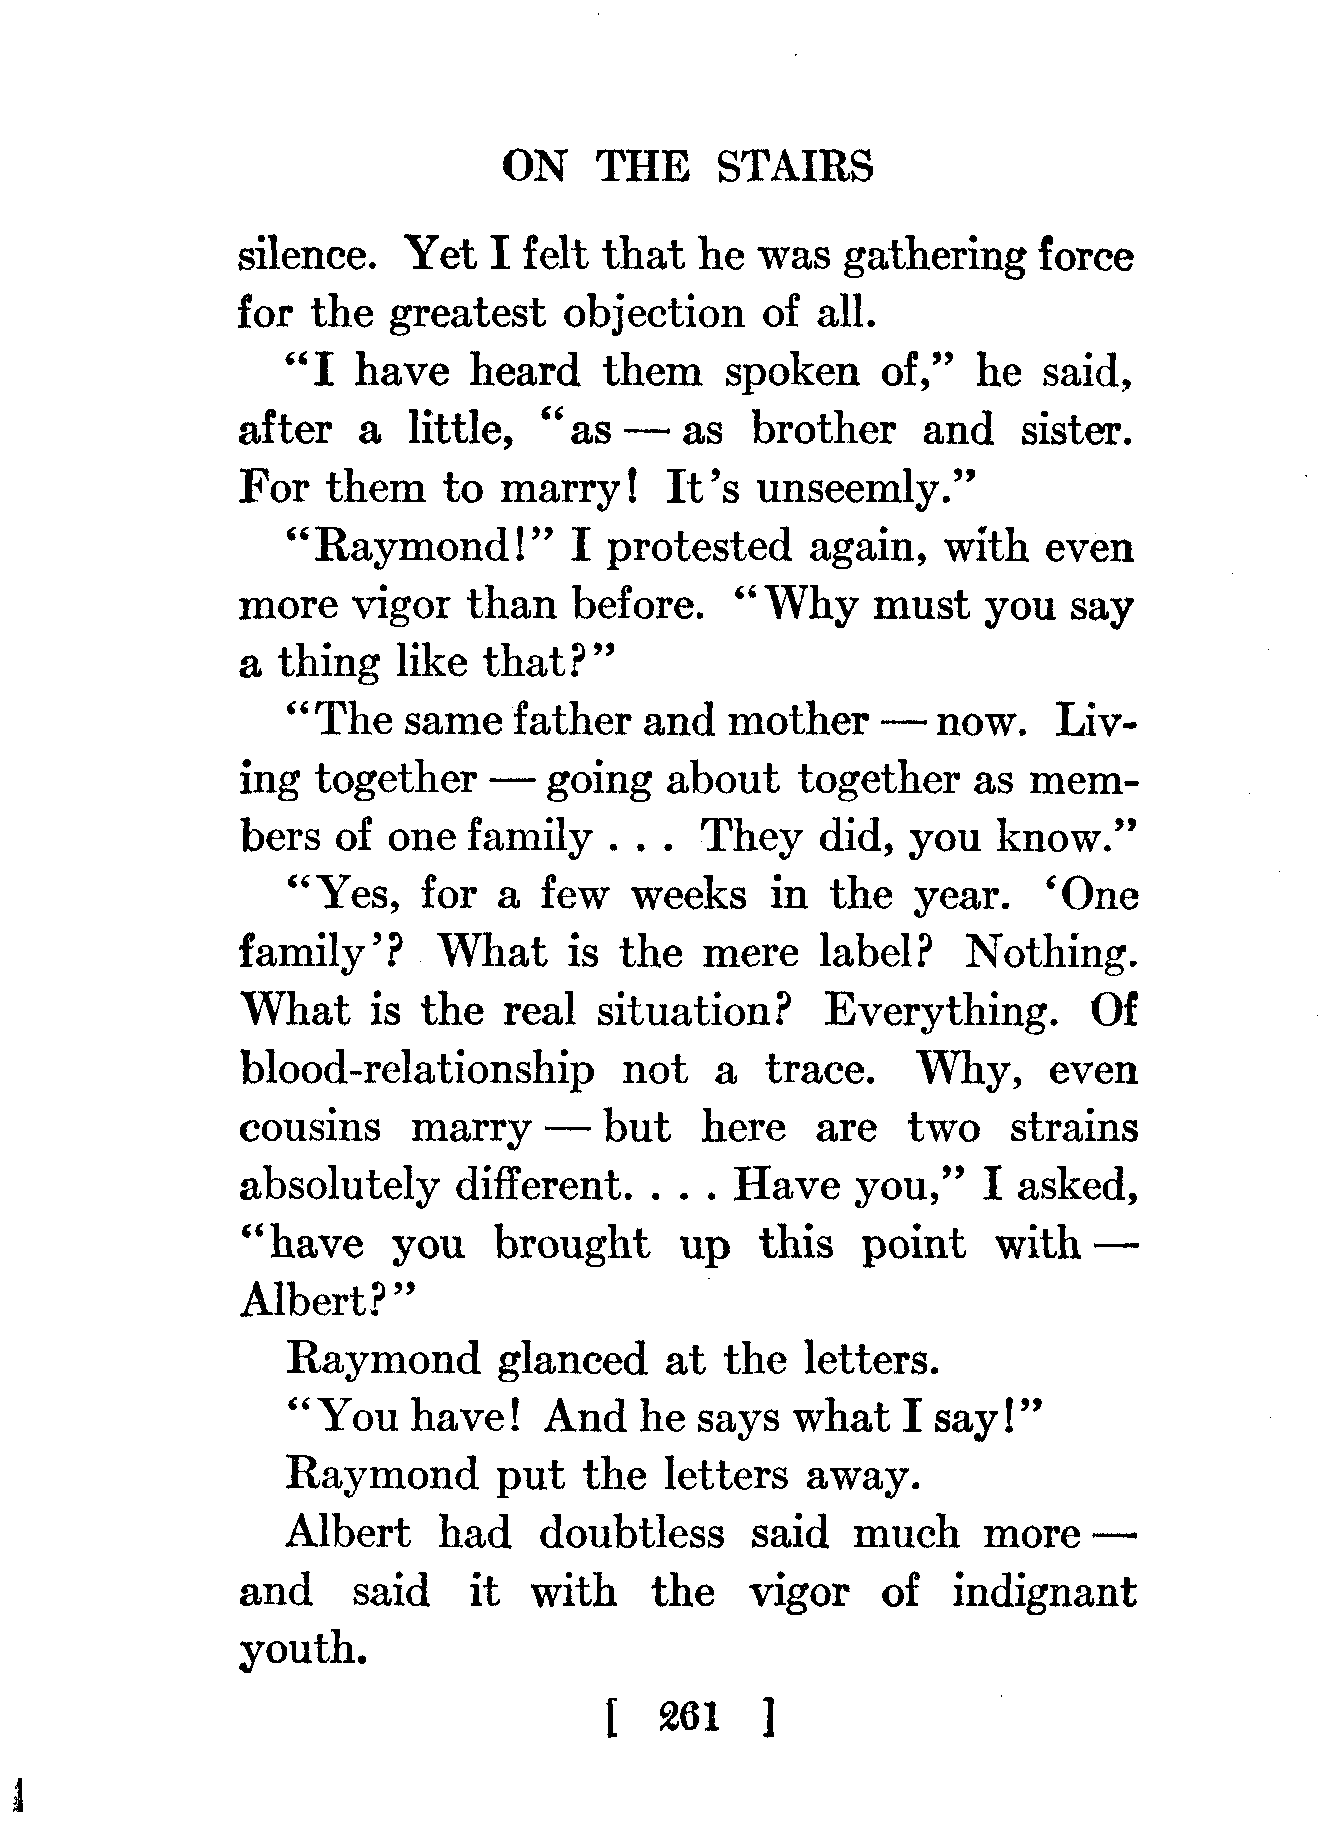 ON THE STAIRS
silence. Yet I felt that he was gathering force
for the greatest objection of all.
“I have heard them spoken of,” he said,
after a little, “as — as brother and sister.
For them to marry! It’s unseemly.”
“Raymond!” I protested again, with even
more vigor than before. “Why must you say
a thing like that?”
“The same father and mother — now. Liv-
ing together — going about together as mem-
bers of one family . . . They did, you know.”
“Yes, for a few weeks in the year. ‘One
family’? What is the mere label? Nothing.
What is the real situation? Everything. Of
blood-relationship not a trace. Why, even
cousins marry — but here are two strains
absolutely different. . . . Have you,” I asked,
“have you brought up this point with —
Albert?”
Raymond glanced at the letters.
“You have! And he says what I say!”
Raymond put the letters away.
Albert had doubtless said much more —
and said it with the vigor of indignant
youth.
[ 261 ]